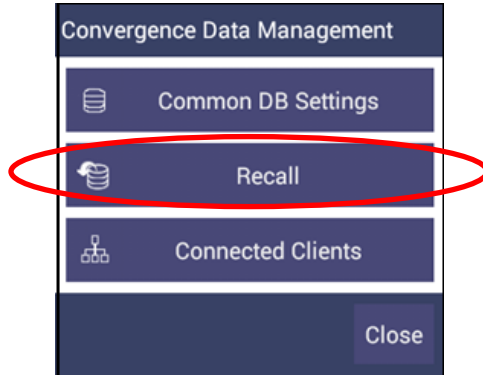 Convergence Data Management
Common DB Settings
Recall
Connected Clients
Close